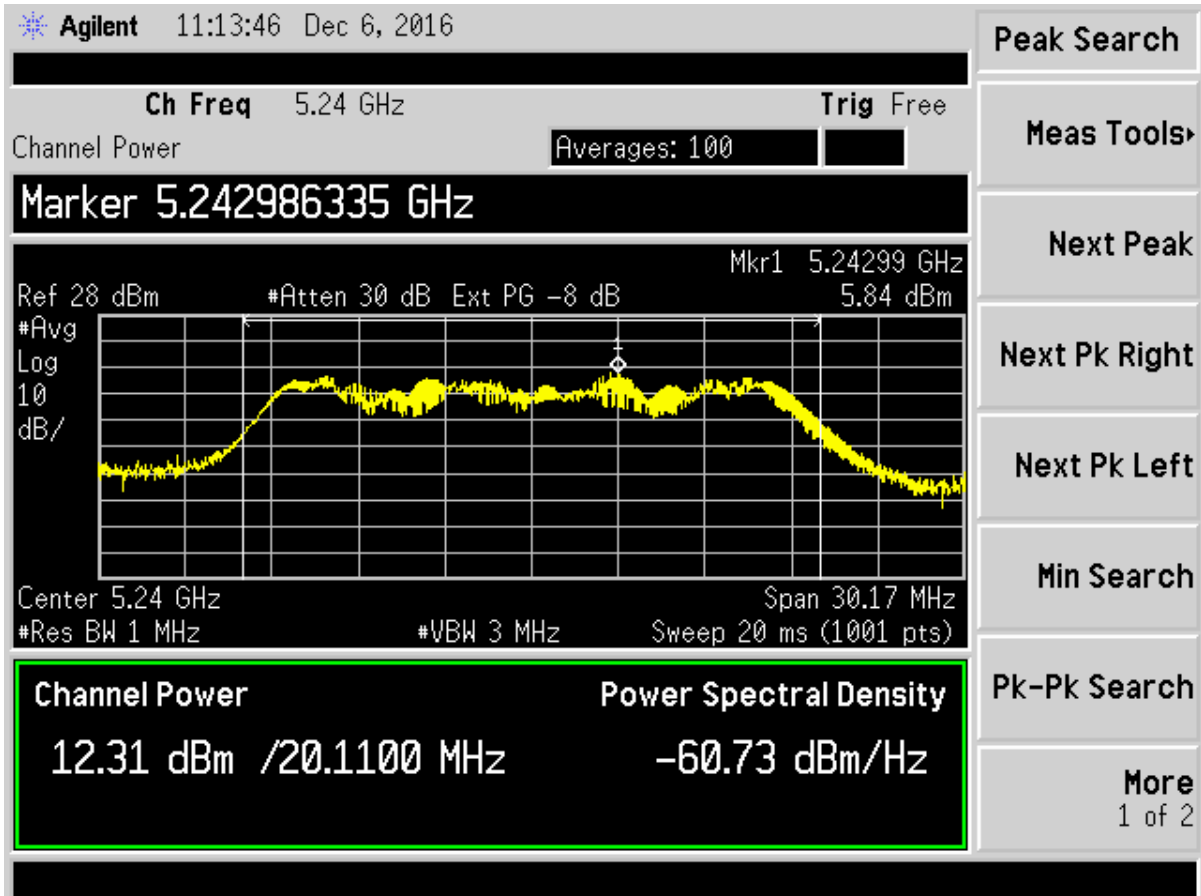 Agilent 11:13:46 Dec 6, 2016
Ch Freq 5.24 GHz Trig Free
Channel Power Averages: 100
Marker 5.242986335 GHz
Mkr1 5.24299 GHz
Ref 28 dBm #Atten 30 dB Ext PG -8 dB 5.84 dBm
#Avg
Log
10
dB/
1
Center 5.24 GHz Span 30.17 MHz
#Res BW 1 MHz #VBW 3 MHz Sweep 20 ms (1001 pts)
Channel Power Power Spectral Density
12.31 dBm /20.1100 MHz -60.73 dBm/Hz
Peak Search
Meas Tools▸
Next Peak
Next Pk Right
Next Pk Left
Min Search
Pk-Pk Search
More
1 of 2